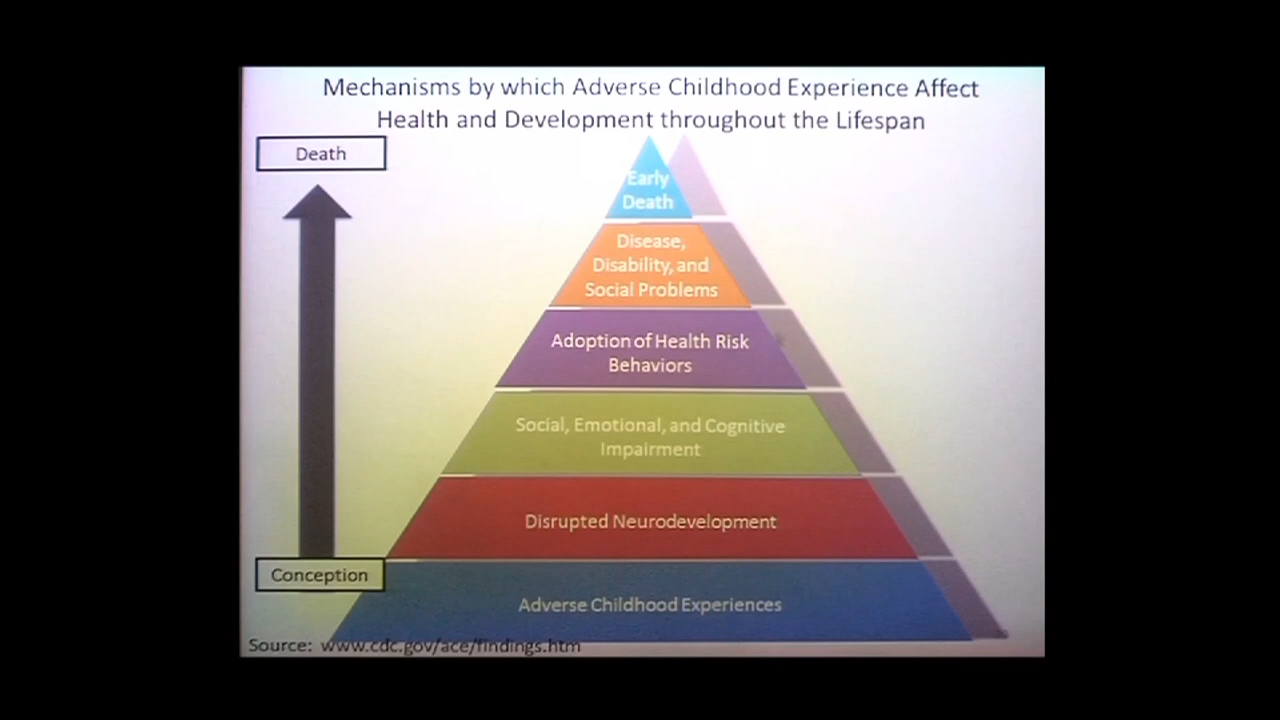 Mechanisms by which Adverse Childhood Experience Affect
Health and Development throughout the Lifespan
Death
Early
Death
Disease,
Disability, and
Social Problems
Adoption of Health Risk
Behaviors
Social, Emotional, and Cognitive
Impairment
Disrupted Neurodevelopment
Conception
Adverse Childhood Experiences
Source: www.cdc.gov/ace/findings.htm